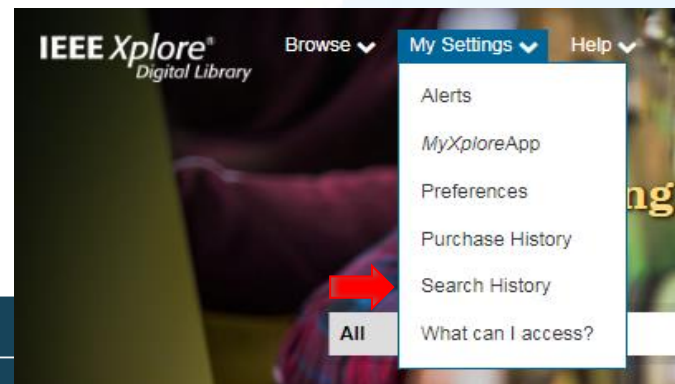 IEEE Xplore®
Digital Library
Browse
My Settings
Help
Alerts
MyXploreApp
Preferences
ng
Purchase History
Search History
All
What can I access?